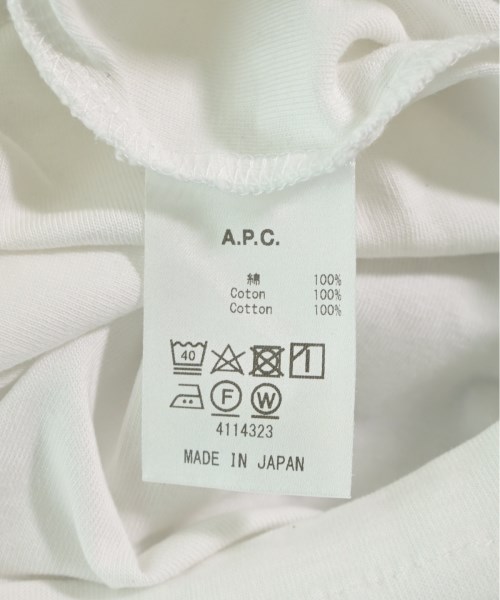 A.P.C.
綿 100%
Coton 100%
Cotton 100%
40
F W
4114323
MADE IN JAPAN